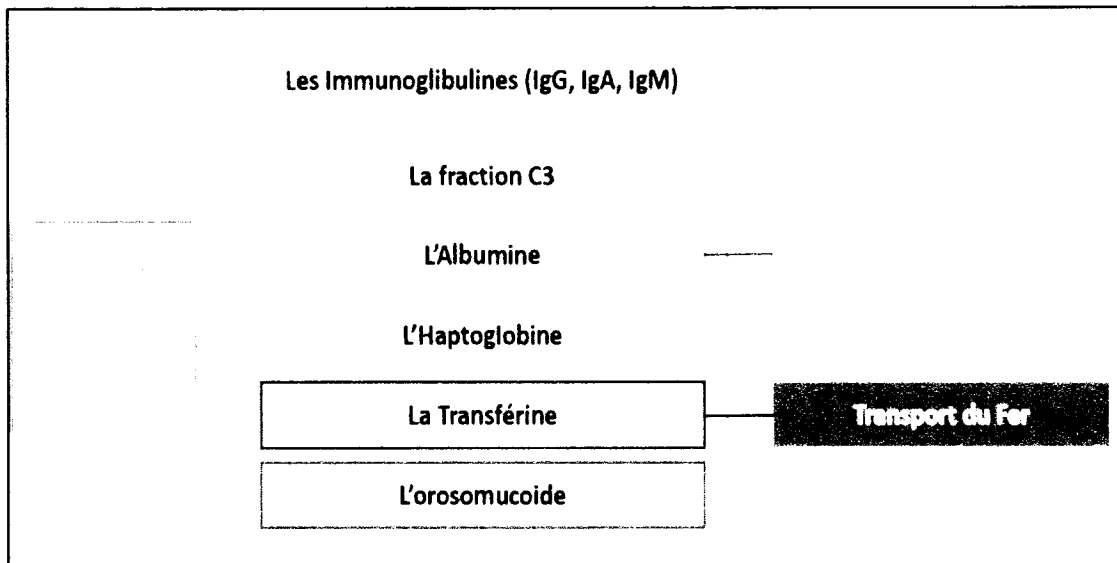 Les Immunoglibulines (IgG, IgA, IgM)
La fraction C3
L'Albumine
L'Haptoglobine
La Transférine
Transport du Fer
L'orosomucoide